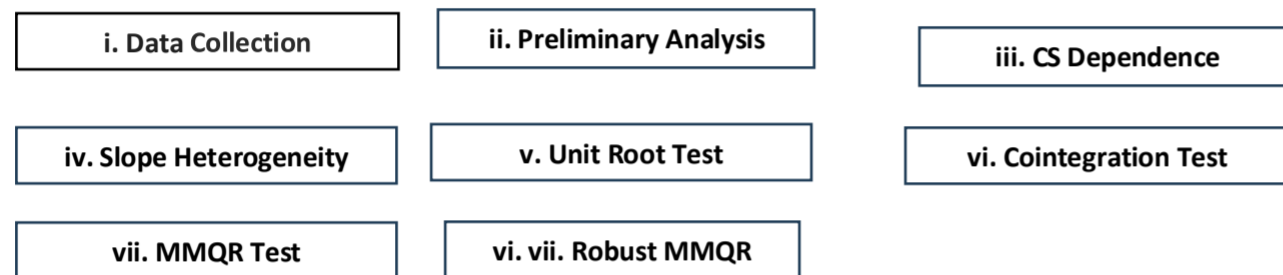 i. Data Collection
ii. Preliminary Analysis
iii. CS Dependence
iv. Slope Heterogeneity
v. Unit Root Test
vi. Cointegration Test
vii. MMQR Test
vi. vii. Robust MMQR